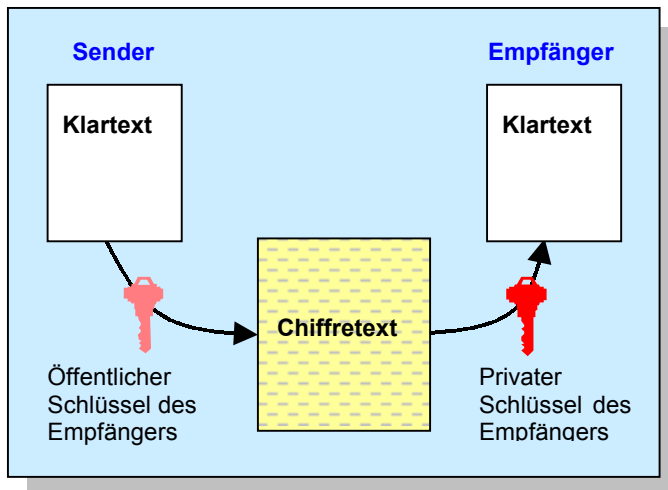 Sender
Empfänger
Klartext
Klartext
Chiffretext
Öffentlicher
Schlüssel des
Empfängers
Privater
Schlüssel des
Empfängers